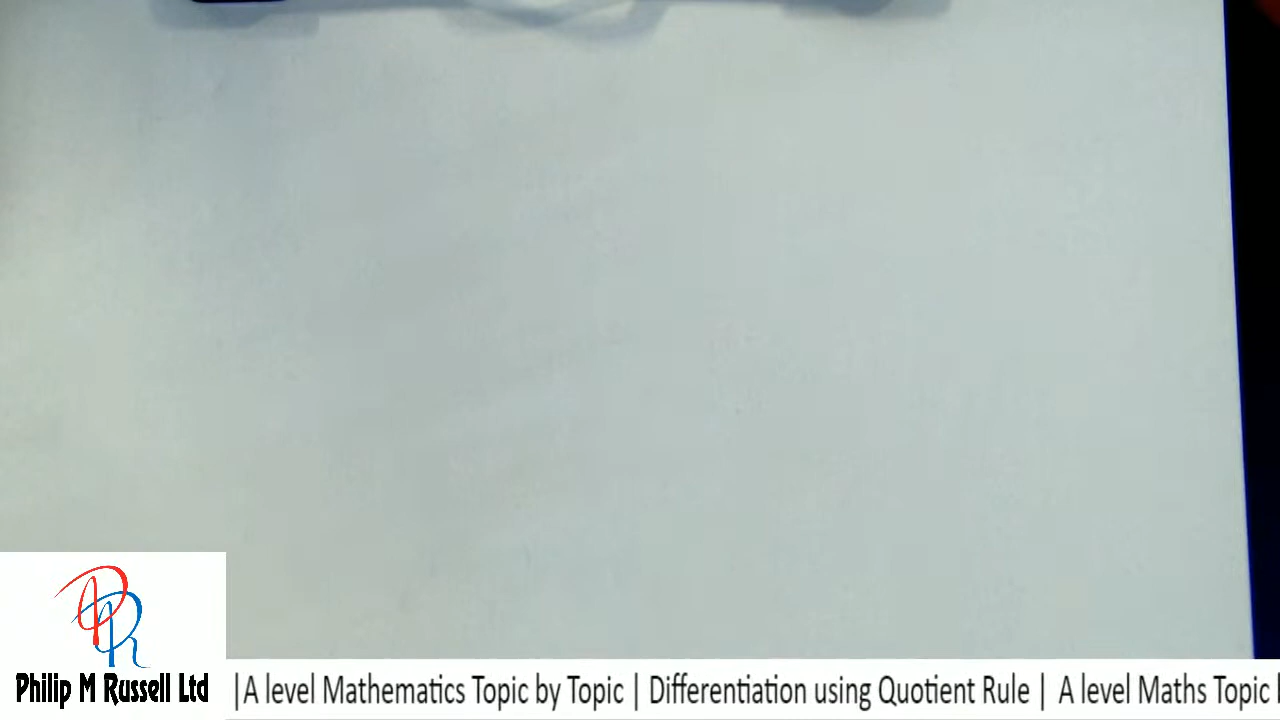 Philip M Russell Ltd
|A level Mathematics Topic by Topic | Differentiation using Quotient Rule | A level Maths Topic